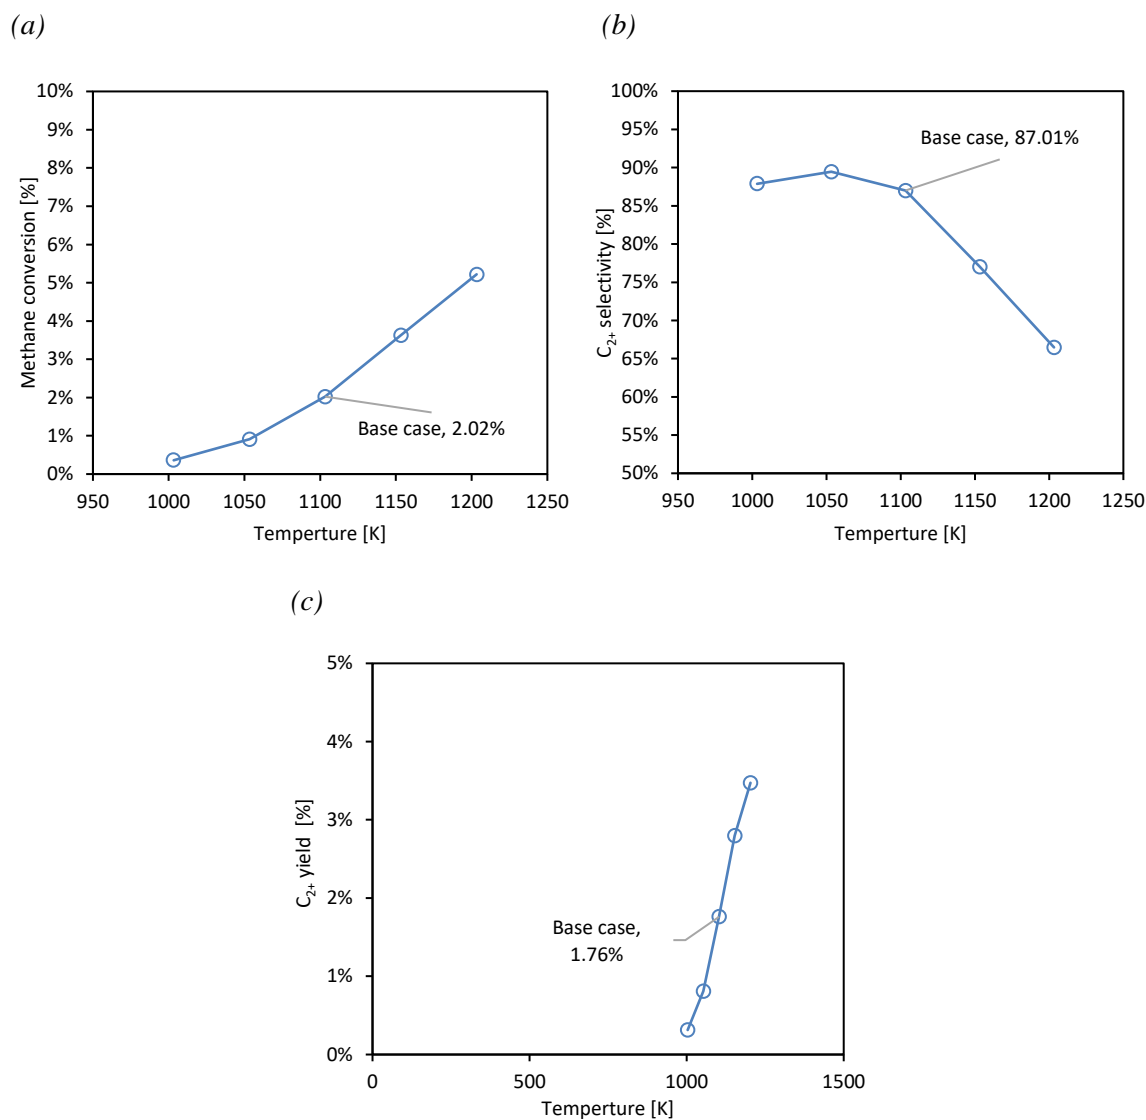 (a)
(b)
10%
9%
8%
7%
6%
5%
4%
3%
2%
1%
0%
Methane conversion [%]
Base case, 2.02%
950 1000 1050 1100 1150 1200 1250
Temperture [K]
100%
95%
90%
85%
80%
75%
70%
65%
60%
55%
50%
C2+ selectivity [%]
Base case, 87.01%
950 1000 1050 1100 1150 1200 1250
Temperture [K]
(c)
5%
4%
3%
2%
1%
0%
C2+ yield [%]
Base case,
1.76%
0 500 1000 1500
Temperture [K]